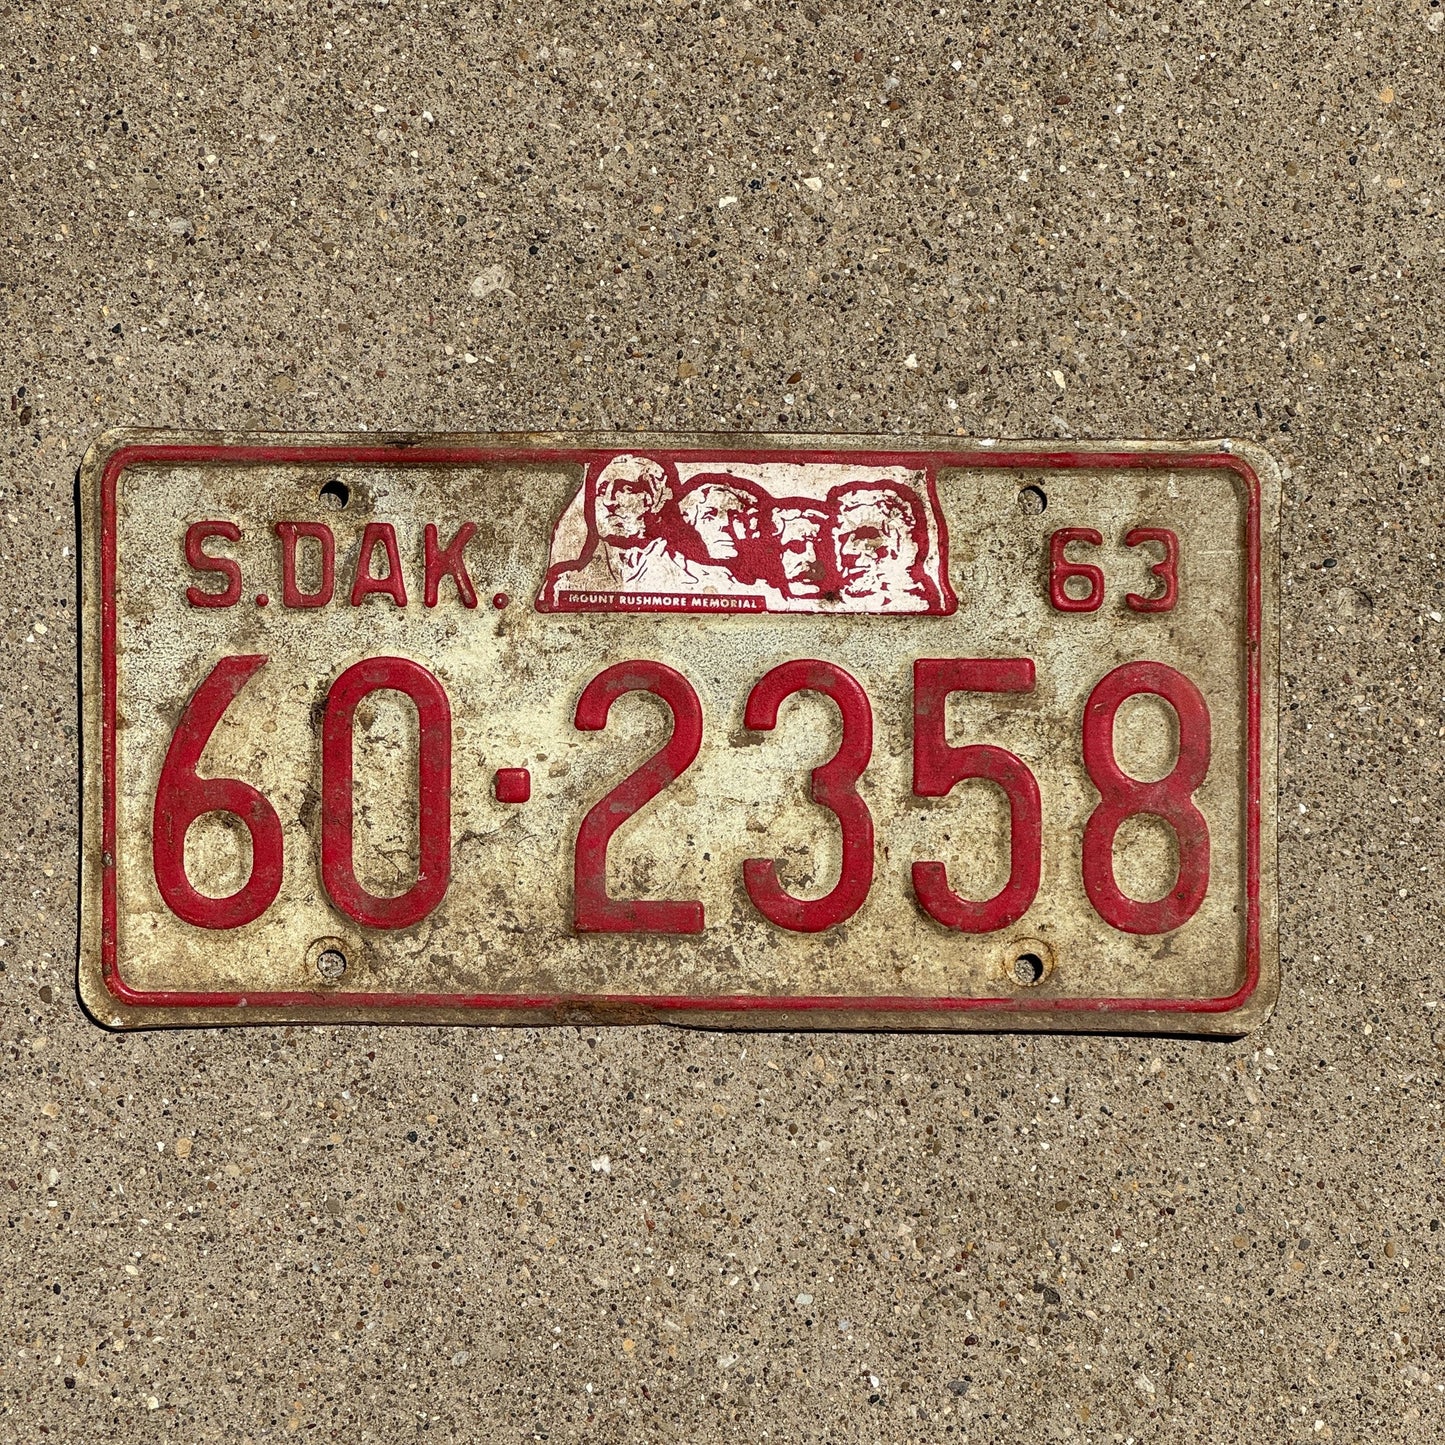 S.DAK. 63
MOUNT RUSHMORE MEMORIAL
60·2358